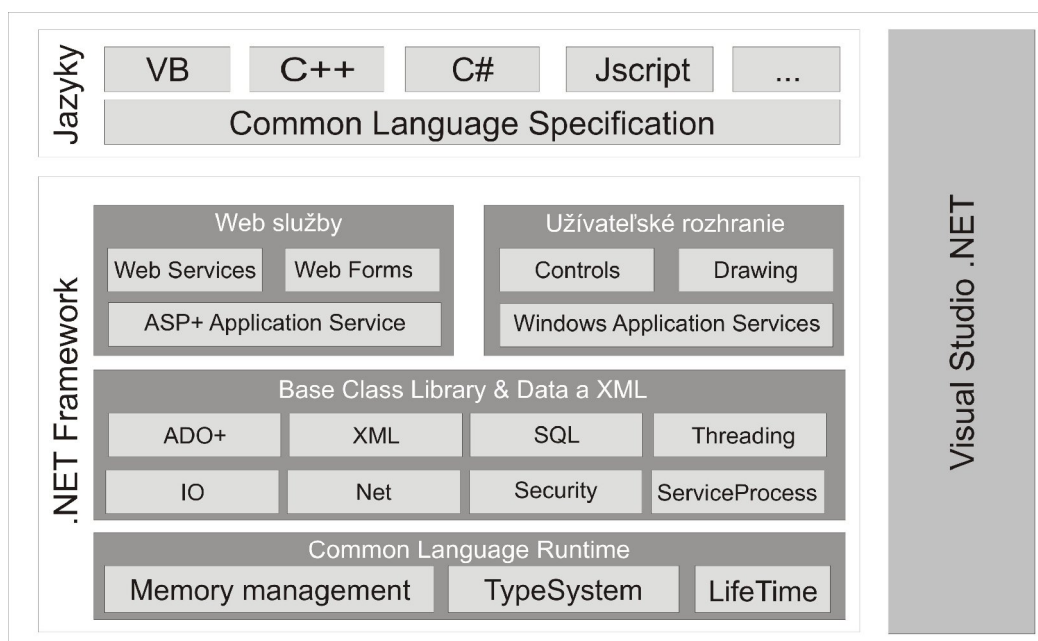 Jazyky
VB
C++
C#
Jscript
...
Common Language Specification
.NET Framework
Web služby
Web Services
Web Forms
ASP+ Application Service
Užívateľské rozhranie
Controls
Drawing
Windows Application Services
Base Class Library & Data a XML
ADO+
XML
SQL
Threading
IO
Net
Security
ServiceProcess
Common Language Runtime
Memory management
TypeSystem
LifeTime
Visual Studio .NET